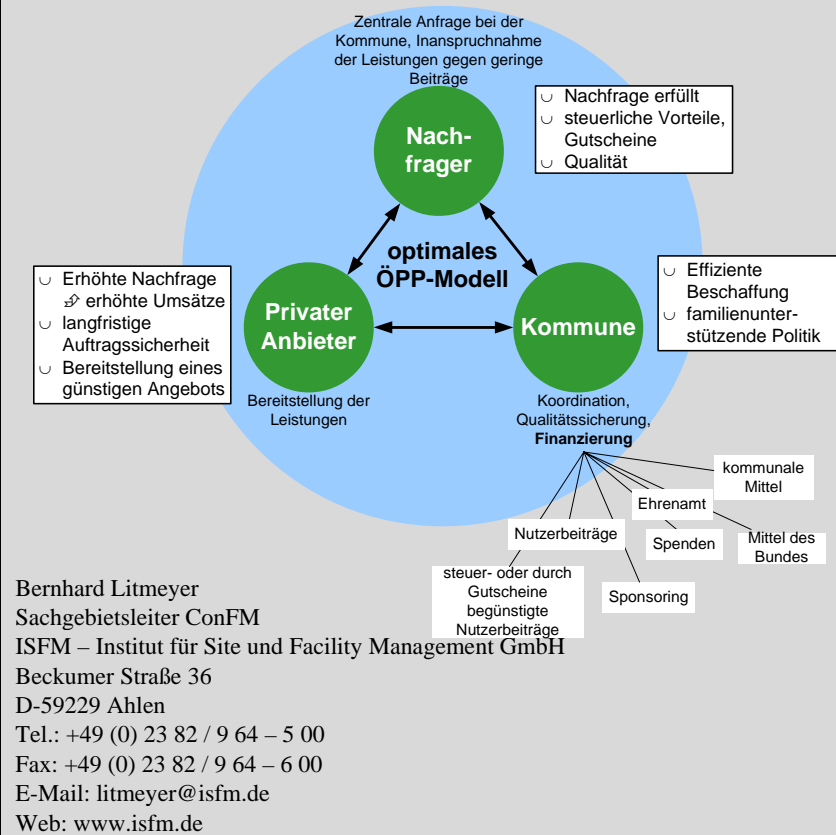 Zentrale Anfrage bei der
Kommune, Inanspruchnahme
der Leistungen gegen geringe
Beiträge
Nach-
frager
∪ Nachfrage erfüllt
∪ steuerliche Vorteile,
Gutscheine
∪ Qualität
optimales
ÖPP-Modell
∪ Erhöhte Nachfrage
erhöhte Umsätze
∪ langfristige
Auftragssicherheit
∪ Bereitstellung eines
günstigen Angebots
Privater
Anbieter
Bereitstellung der
Leistungen
Kommune
∪ Effiziente
Beschaffung
∪ familienunter-
stützende Politik
Koordination,
Qualitätssicherung,
Finanzierung
kommunale
Mittel
Ehrenamt
Mittel des
Bundes
Spenden
Nutzerbeiträge
Sponsoring
steuer- oder durch
Gutscheine
begünstigte
Nutzerbeiträge
Bernhard Litmeyer
Sachgebietsleiter ConFM
ISFM – Institut für Site und Facility Management GmbH
Beckumer Straße 36
D-59229 Ahlen
Tel.: +49 (0) 23 82 / 9 64 – 5 00
Fax: +49 (0) 23 82 / 9 64 – 6 00
E-Mail: litmeyer@isfm.de
Web: www.isfm.de